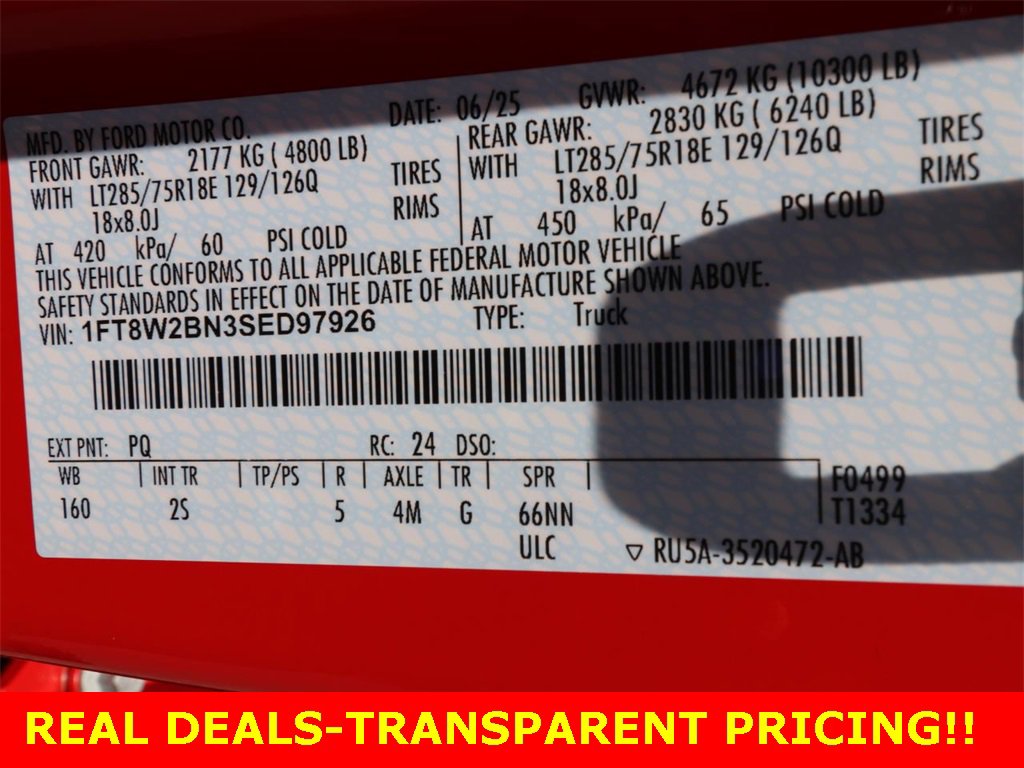 MFD. BY FORD MOTOR CO. DATE: 06/25 GVWR: 4672 KG (10300 LB)
FRONT GAWR: 2177 KG ( 4800 LB) REAR GAWR: 2830 KG ( 6240 LB)
WITH LT285/75R18E 129/126Q TIRES WITH LT285/75R18E 129/126Q TIRES
18x8.0J RIMS 18x8.0J RIMS
AT 420 kPa/ 60 PSI COLD AT 450 kPa/ 65 PSI COLD
THIS VEHICLE CONFORMS TO ALL APPLICABLE FEDERAL MOTOR VEHICLE
SAFETY STANDARDS IN EFFECT ON THE DATE OF MANUFACTURE SHOWN ABOVE.
VIN: 1FT8W2BN3SED97926 TYPE: Truck
EXT PNT: PQ RC: 24 DSO:
WB INT TR TP/PS R AXLE TR SPR F0499
160 2S 5 4M G 66NN T1334
ULC ▽ RU5A-3520472-AB
REAL DEALS-TRANSPARENT PRICING!!